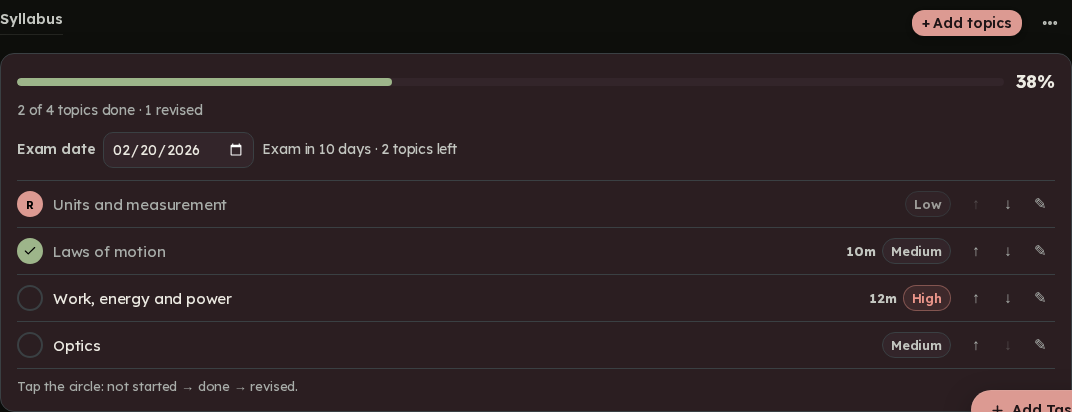 Syllabus
+ Add topics •••
38%
2 of 4 topics done · 1 revised
Exam date 02/20/2026 Exam in 10 days · 2 topics left
R Units and measurement Low ↑ ↓ ✎
✓ Laws of motion 10m Medium ↑ ↓ ✎
Work, energy and power 12m High ↑ ↓ ✎
Optics Medium ↑ ↓ ✎
Tap the circle: not started → done → revised.
+ Add